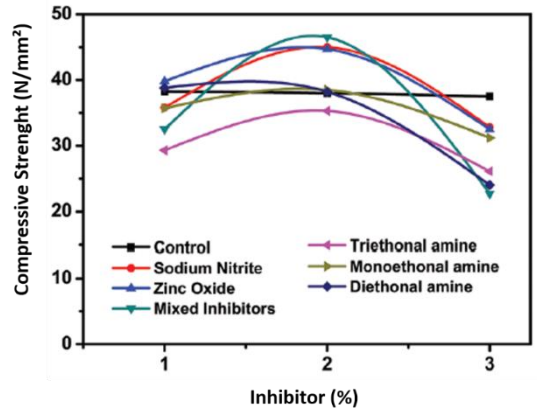 Compressive Strenght (N/mm²)
50
40
30
20
10
0
Control
Sodium Nitrite
Zinc Oxide
Mixed Inhibitors
Triethonal amine
Monoethonal amine
Diethonal amine
1 2 3
Inhibitor (%)